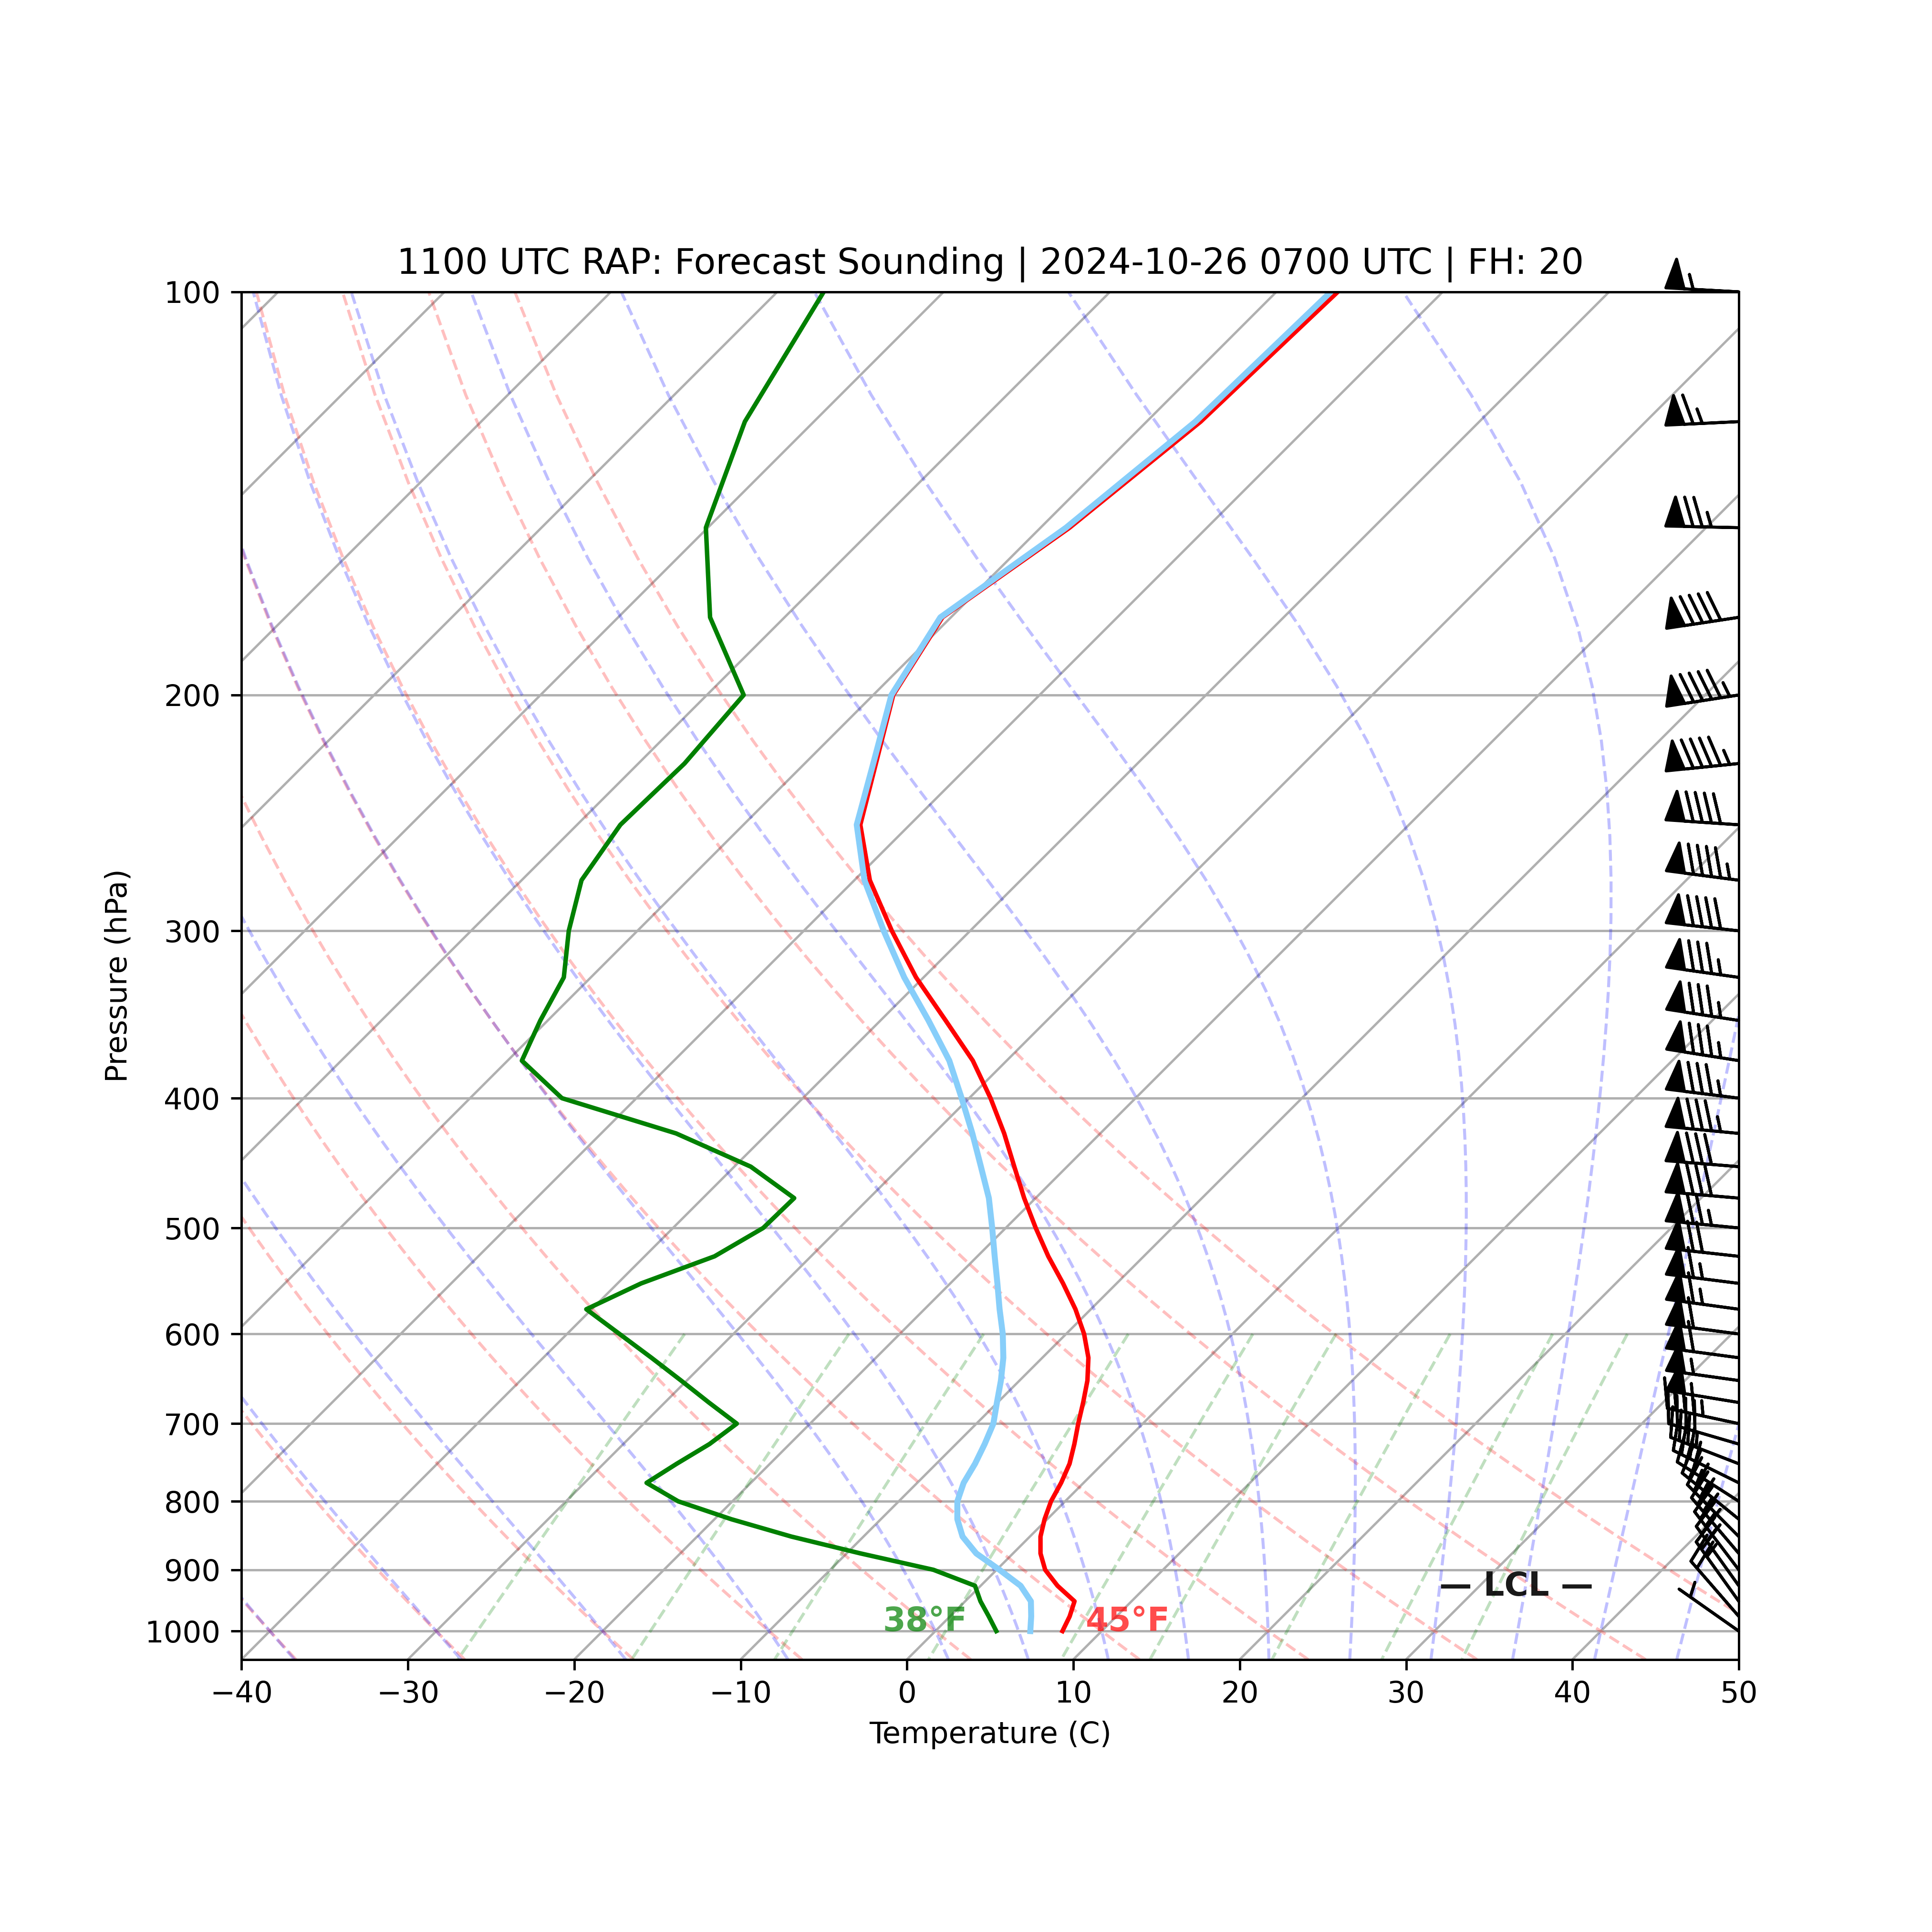 1100 UTC RAP: Forecast Sounding | 2024-10-26 0700 UTC | FH: 20
100
200
300
400
500
600
700
800
900
1000
Pressure (hPa)
— LCL —
38°F
45°F
−40 −30 −20 −10 0 10 20 30 40 50
Temperature (C)